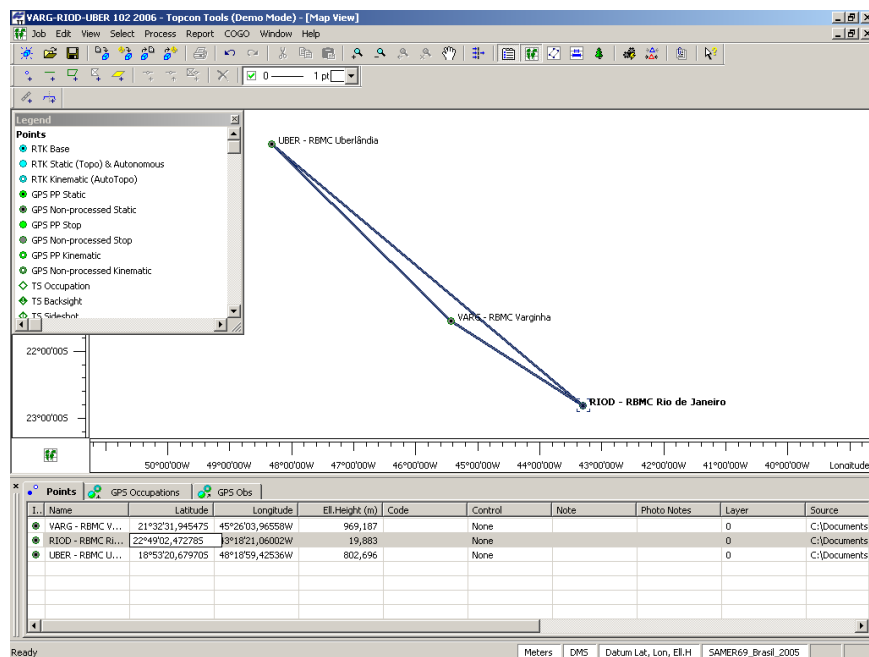 VARG-RIOD-UBER 102 2006 - Topcon Tools (Demo Mode) - [Map View]
Job Edit View Select Process Report COGO Window Help
0 1 pt
Legend
Points
RTK Base
RTK Static (Topo) & Autonomous
RTK Kinematic (AutoTopo)
GPS PP Static
GPS Non-processed Static
GPS PP Stop
GPS Non-processed Stop
GPS PP Kinematic
GPS Non-processed Kinematic
TS Occupation
TS Backsight
TS Sideshot
UBER - RBMC Uberlândia
VARG - RBMC Varginha
RIOD - RBMC Rio de Janeiro
22°00'00S
23°00'00S
50°00'00W 49°00'00W 48°00'00W 47°00'00W 46°00'00W 45°00'00W 44°00'00W 43°00'00W 42°00'00W 41°00'00W 40°00'00W Longitude
Points GPS Occupations GPS Obs
I... Name Latitude Longitude Ell.Height (m) Code Control Note Photo Notes Layer Source
VARG - RBMC V... 21°32'31,94547S 45°26'03,96558W 969,187 None 0 C:\Documents
RIOD - RBMC Ri... 22°49'02,47278S 43°18'21,06002W 19,883 None 0 C:\Documents
UBER - RBMC U... 18°53'20,67970S 48°18'59,42536W 802,696 None 0 C:\Documents
Ready Meters DMS Datum Lat, Lon, Ell.H SAMER69_Brasil_2005